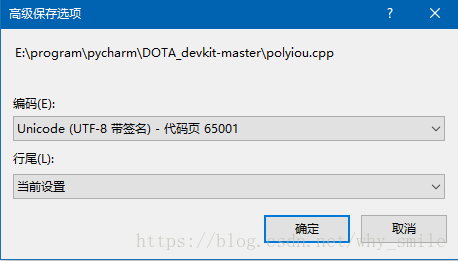 高级保存选项
?
E:\program\pycharm\DOTA_devkit-master\polyiou.cpp
编码(E):
Unicode (UTF-8 带签名) - 代码页 65001
行尾(L):
当前设置
确定 取消
https://blog.csdn.net/why_smile